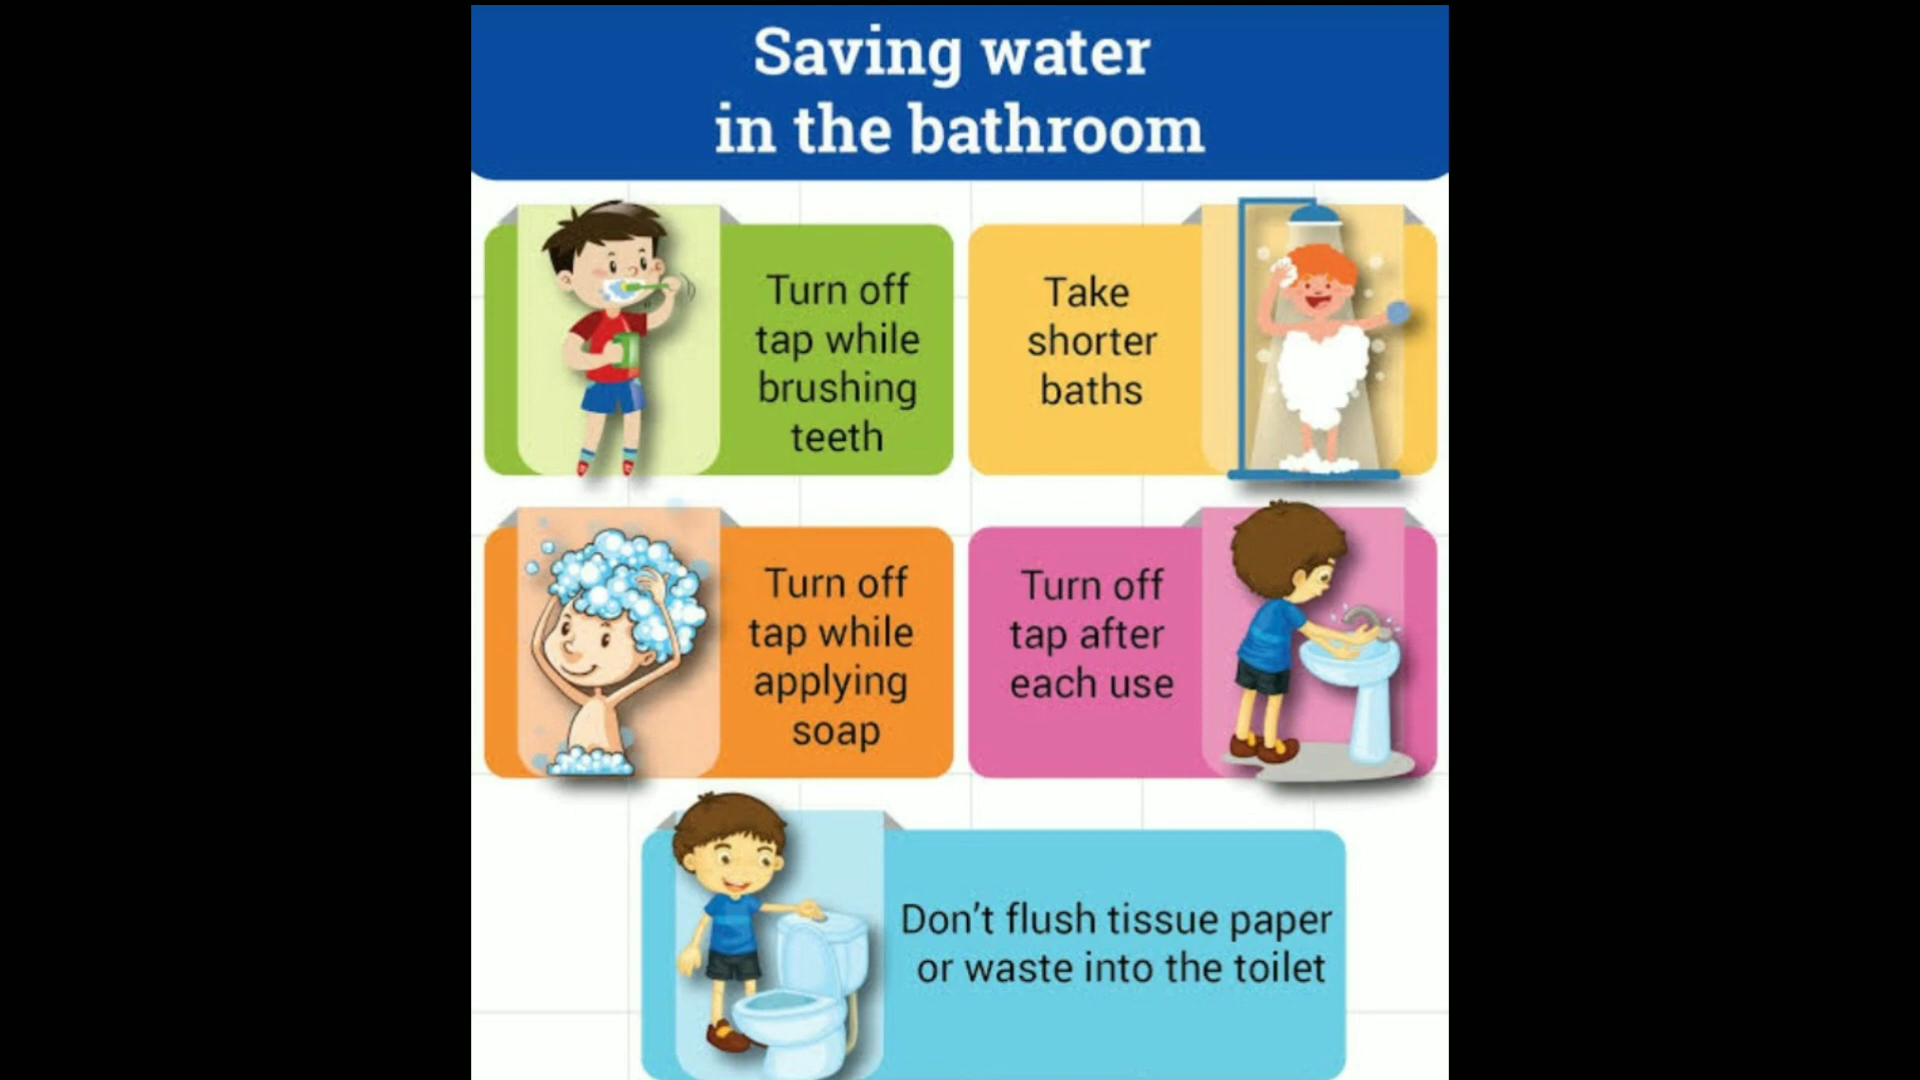 Saving water
in the bathroom
Turn off
tap while
brushing
teeth
Take
shorter
baths
Turn off
tap while
applying
soap
Turn off
tap after
each use
Don't flush tissue paper
or waste into the toilet